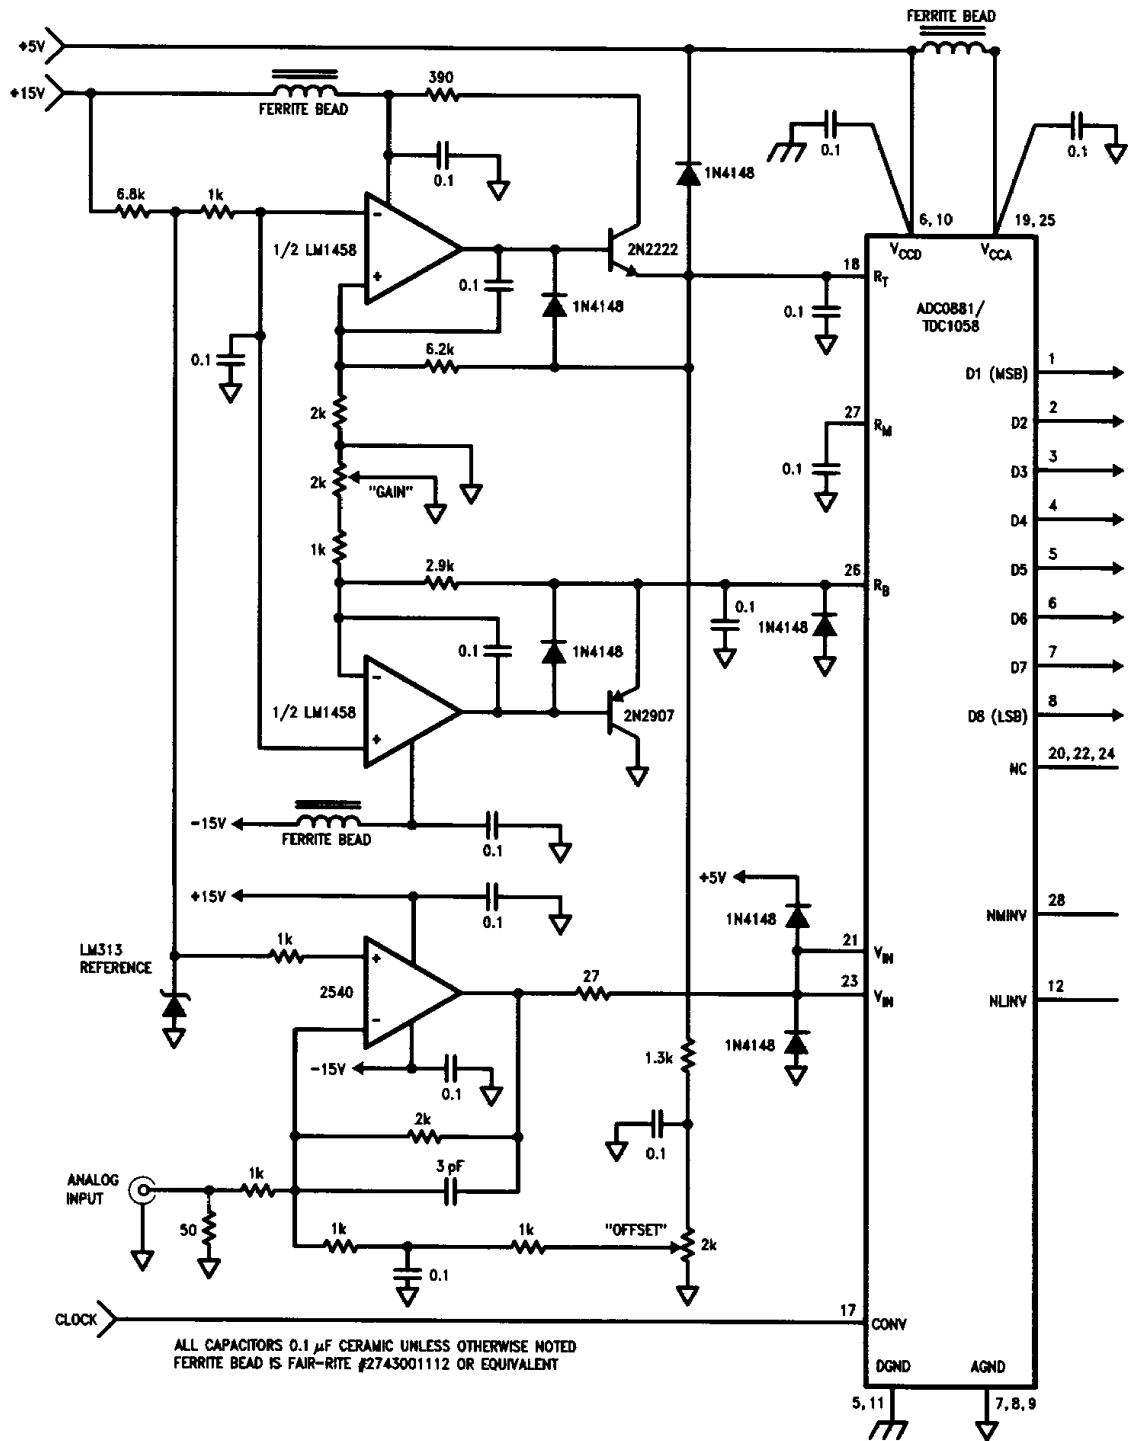 FERRITE BEAD
+5V
+15V
FERRITE BEAD
390
0.1
1N4148
0.1
0.1
6.8k
1k
1/2 LM1458
-
+
2N2222
6, 10
19, 25
VCCD
VCCA
18
RT
0.1
1N4148
0.1
ADC0881/
TDC1058
0.1
6.2k
D1 (MSB)
1
2k
27
RM
D2
2
2k
"GAIN"
0.1
D3
3
D4
4
1k
2.9k
26
RB
D5
5
0.1
1N4148
D6
6
0.1
1N4148
D7
7
1/2 LM1458
-
+
2N2907
D8 (LSB)
8
NC
20, 22, 24
-15V
FERRITE BEAD
0.1
+15V
0.1
+5V
1N4148
NMINV
28
LM313
REFERENCE
1k
+
-
2540
27
21
VIN
23
VIN
NLINV
12
1N4148
-15V
0.1
1.3k
2k
0.1
3 pF
ANALOG
INPUT
1k
50
1k
0.1
1k
"OFFSET"
2k
CLOCK
17
CONV
ALL CAPACITORS 0.1 µF CERAMIC UNLESS OTHERWISE NOTED
FERRITE BEAD IS FAIR-RITE #2743001112 OR EQUIVALENT
DGND
AGND
5, 11
7, 8, 9